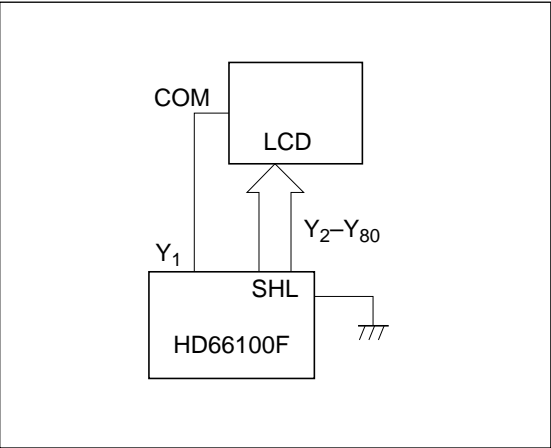 COM
LCD
Y₂–Y₈₀
Y₁
SHL
HD66100F